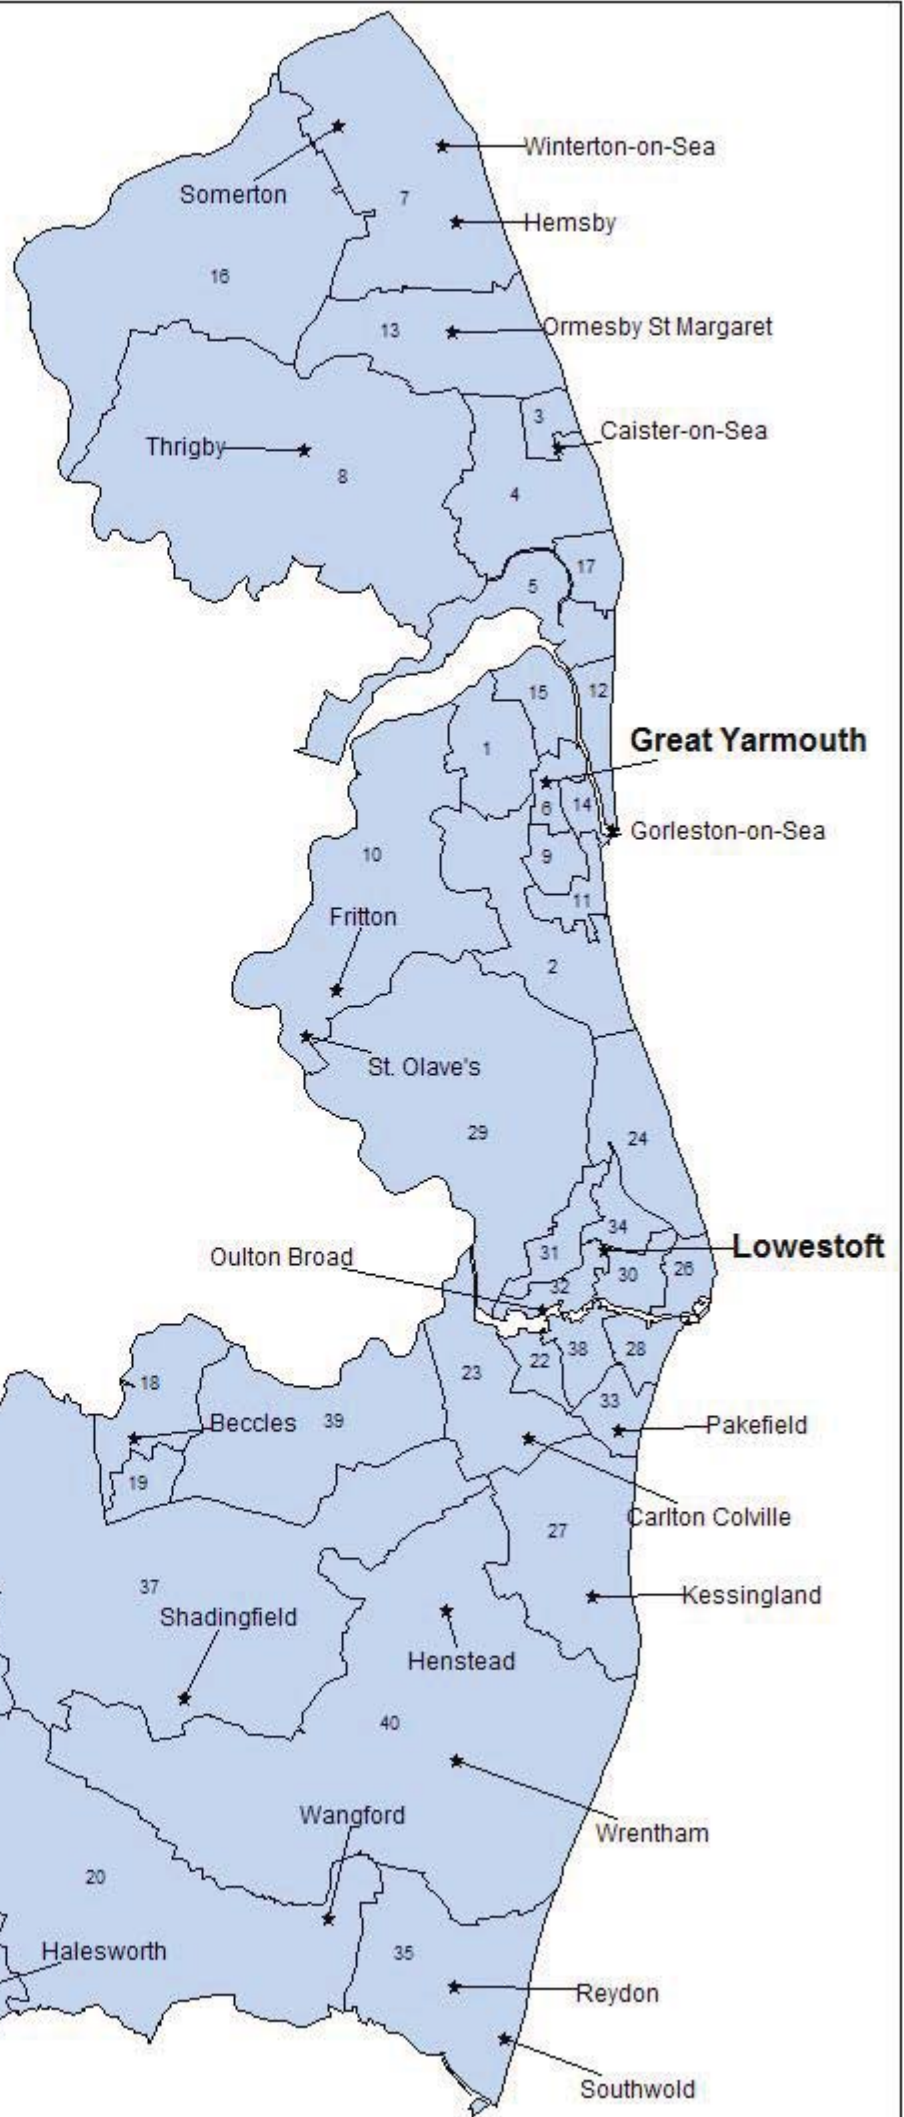 Winterton-on-Sea
Somerton
7
Hemsby
16
13
Ormesby St Margaret
3
Caister-on-Sea
Thrigby
8
4
17
5
15
12
Great Yarmouth
1
6
14
Gorleston-on-Sea
10
9
11
Fritton
2
St. Olave's
29
24
34
Oulton Broad
31
Lowestoft
26
30
32
38
28
22
23
18
33
Beccles
39
Pakefield
19
Carlton Colville
27
37
Kessingland
Shadingfield
Henstead
40
Wangford
Wrentham
20
Halesworth
35
Reydon
Southwold